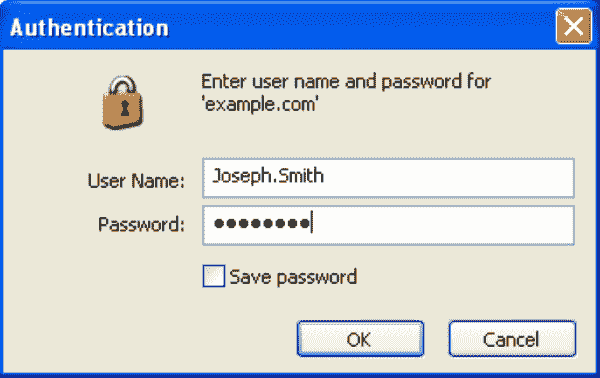 Authentication
Enter user name and password for
'example.com'
User Name: Joseph.Smith
Password: ●●●●●●●●
Save password
OK Cancel